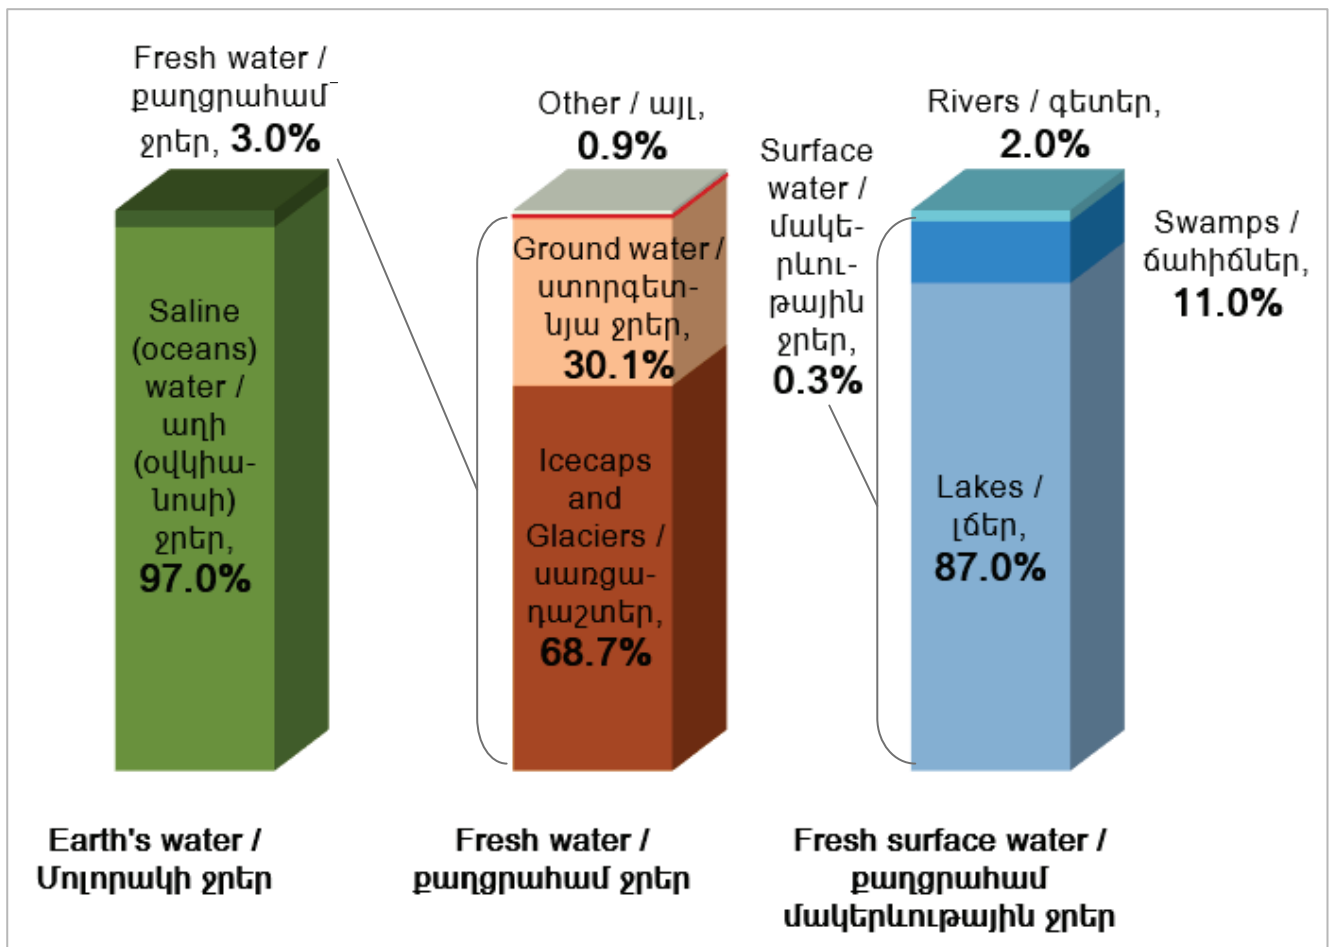 Fresh water /
քաղցրահամ
ջրեր, 3.0%
Saline
(oceans)
water /
աղի
(օվկիա-
նոսի)
ջրեր,
97.0%
Earth's water /
Մոլորակի ջրեր
Other / այլ,
0.9%
Ground water /
ստորգետ-
նյա ջրեր,
30.1%
Icecaps
and
Glaciers /
սառցա-
դաշտեր,
68.7%
Fresh water /
քաղցրահամ ջրեր
Surface
water /
մակե-
րևու-
թային
ջրեր,
0.3%
Rivers / գետեր,
2.0%
Swamps /
ճահիճներ,
11.0%
Lakes /
լճեր,
87.0%
Fresh surface water /
քաղցրահամ
մակերևութային ջրեր